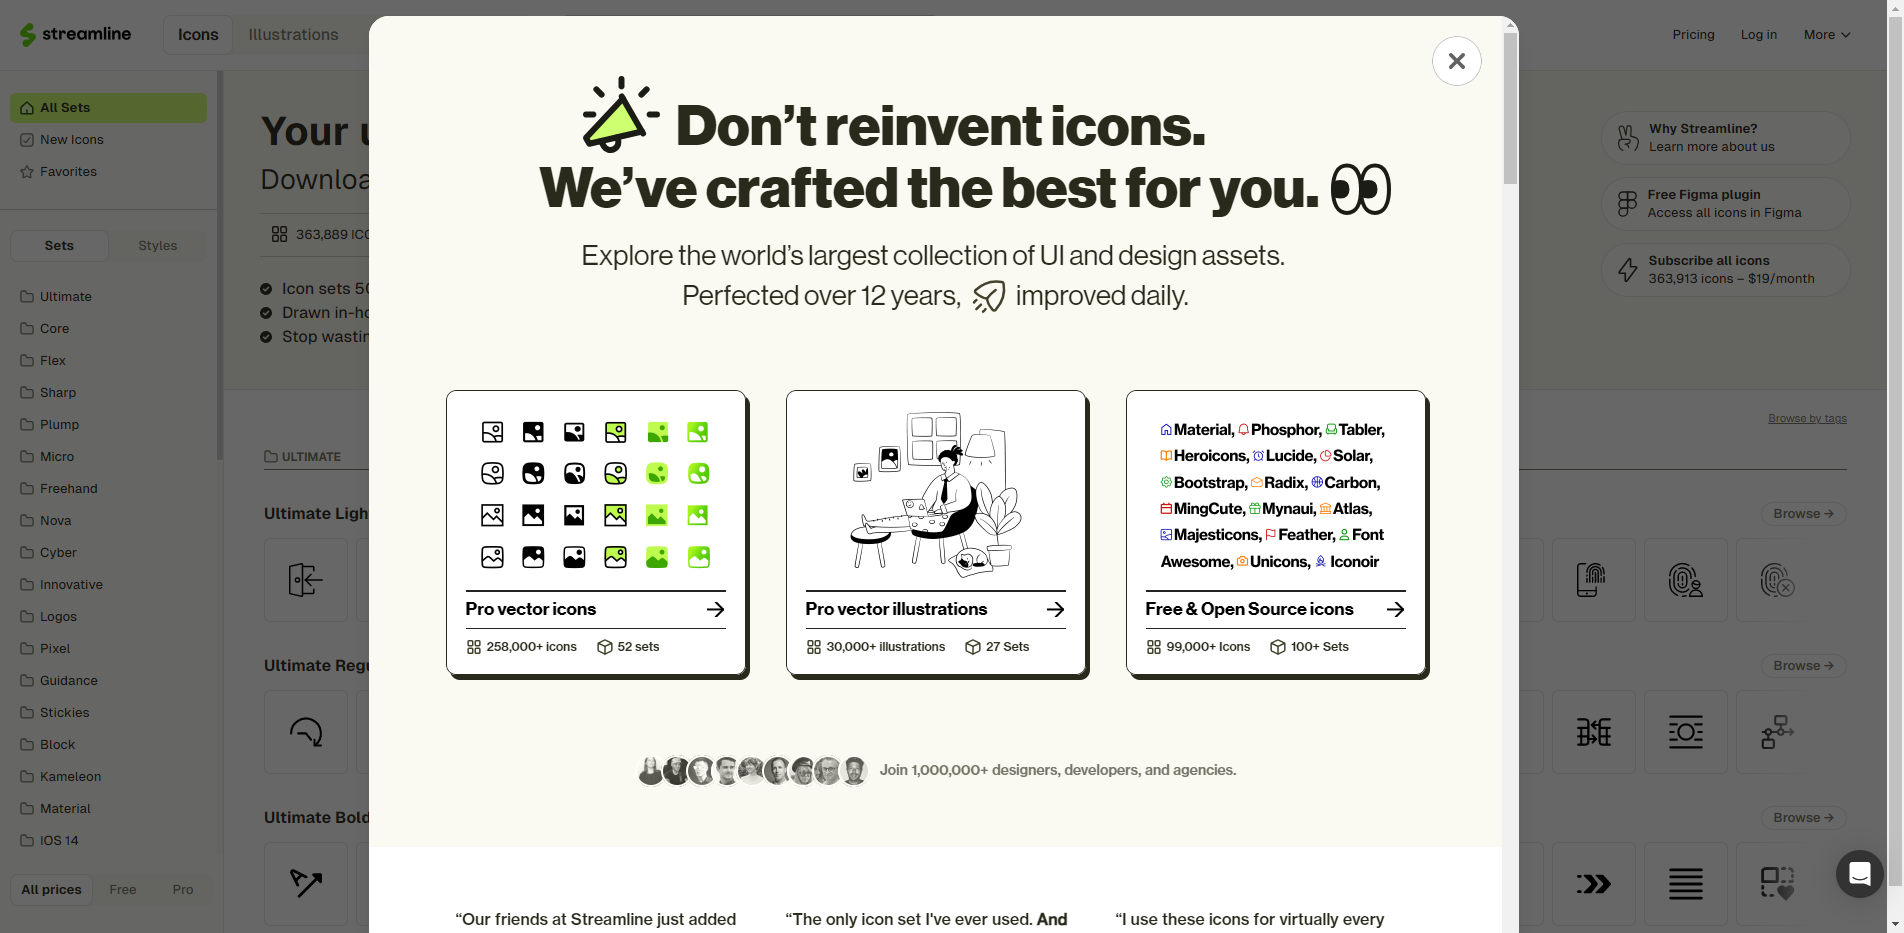 streamline
Icons
Illustrations
Pricing
Log in
More
All Sets
New Icons
Favorites
Sets
Styles
Ultimate
Core
Flex
Sharp
Plump
Micro
Freehand
Nova
Cyber
Innovative
Logos
Pixel
Guidance
Stickies
Block
Kameleon
Material
IOS 14
All prices
Free
Pro
Your
Downloa
363,889
Icon sets
Drawn in-ho
Stop wastin
Why Streamline?
Learn more about us
Free Figma plugin
Access all icons in Figma
Subscribe all icons
363,913 icons – $19/month
Browse by tags
ULTIMATE
Ultimate Ligh
Browse →
Ultimate Regu
Browse →
Ultimate Bold
Browse →
Don’t reinvent icons.
We’ve crafted the best for you.
Explore the world’s largest collection of UI and design assets.
Perfected over 12 years, improved daily.
Pro vector icons
258,000+ icons 52 sets
Pro vector illustrations
30,000+ illustrations 27 Sets
Material, Phosphor, Tabler,
Heroicons, Lucide, Solar,
Bootstrap, Radix, Carbon,
MingCute, Mynaui, Atlas,
Majesticons, Feather, Font
Awesome, Unicons, Iconoir
Free & Open Source icons
99,000+ Icons 100+ Sets
Join 1,000,000+ designers, developers, and agencies.
“Our friends at Streamline just added
“The only icon set I've ever used. And
“I use these icons for virtually every